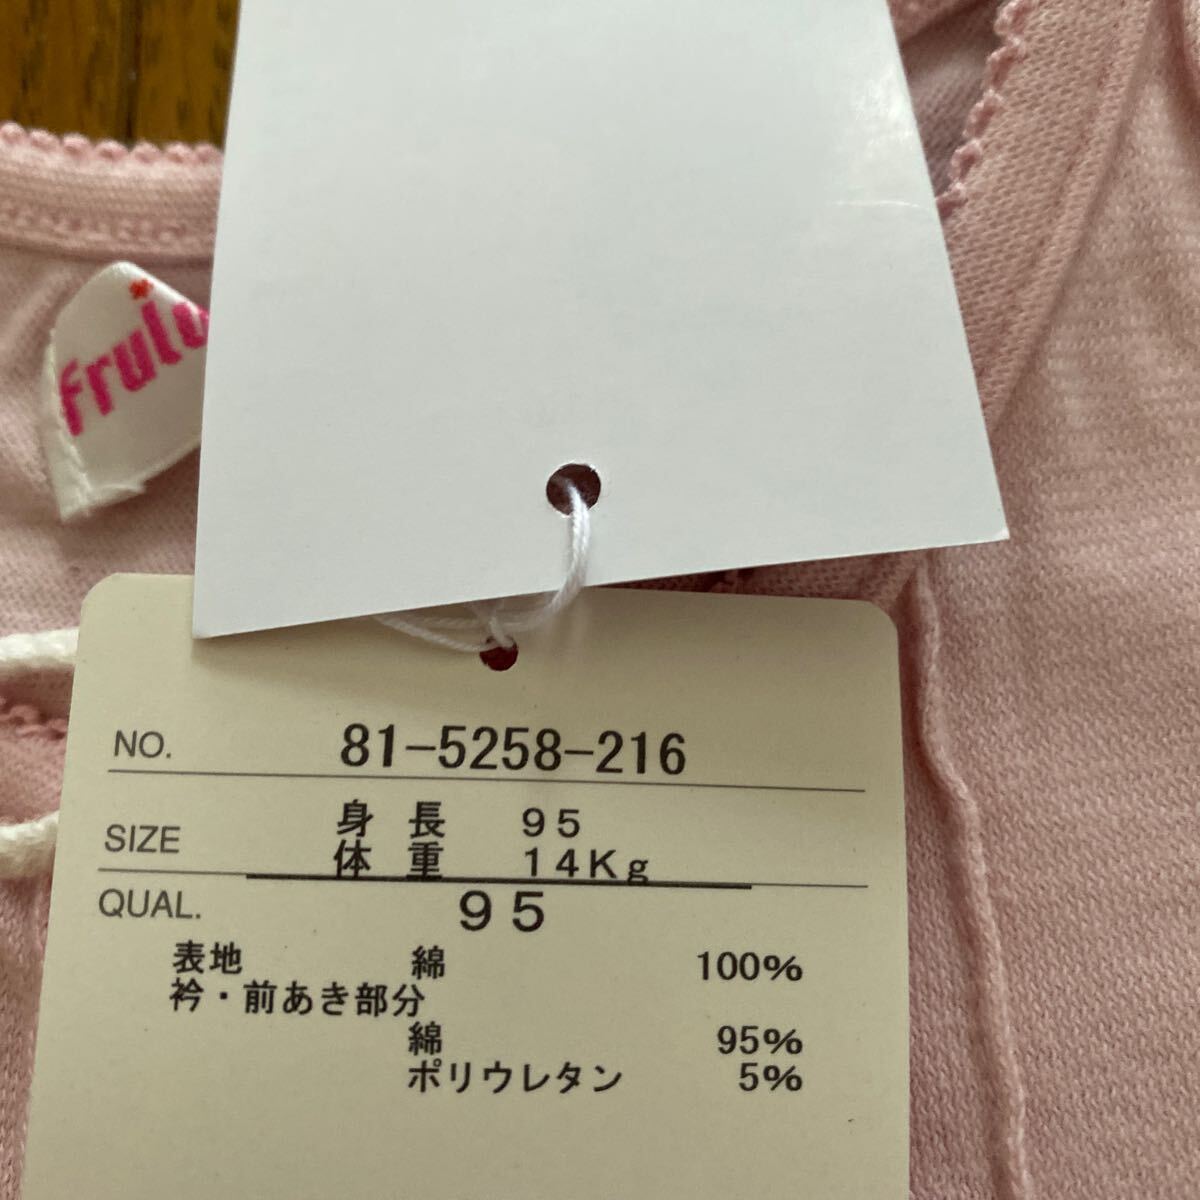 NO. 81-5258-216
SIZE 身長 95
体重 14Kg
QUAL. 95
表地 綿 100%
衿・前あき部分
綿 95%
ポリウレタン 5%